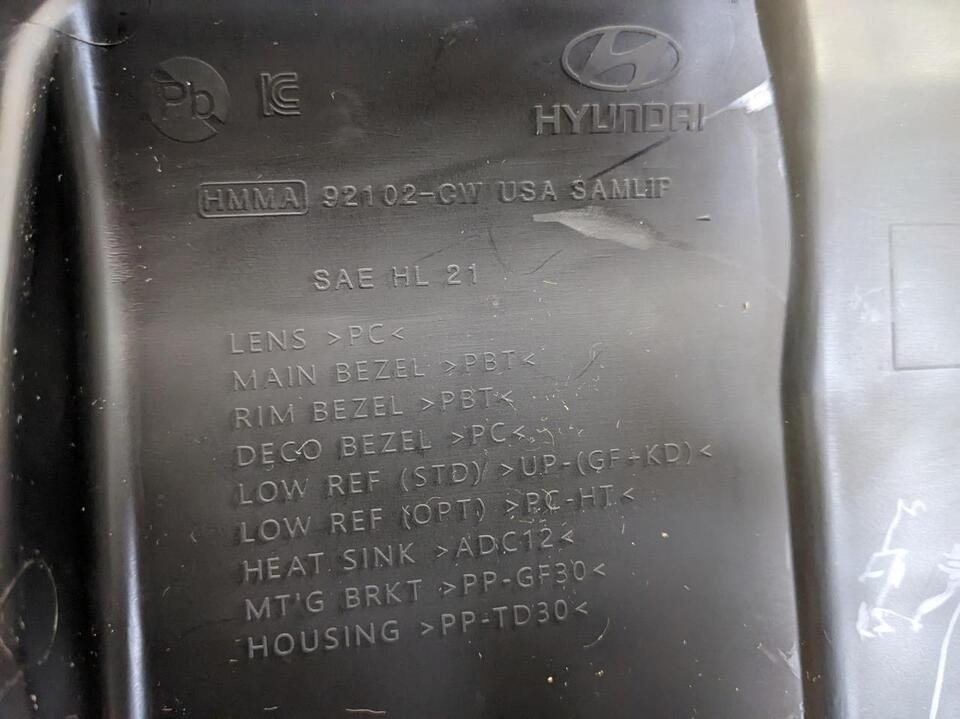 Pb
HYUNDAI
HMMA 92102-CW USA SAMLIP
SAE HL 21
LENS >PC<
MAIN BEZEL >PBT<
RIM BEZEL >PBT<
DECO BEZEL >PC<
LOW REF (STD) >UP-(GF+KD)<
LOW REF (OPT) >PC-HT<
HEAT SINK >ADC12<
MT'G BRKT >PP-GF30<
HOUSING >PP-TD30<